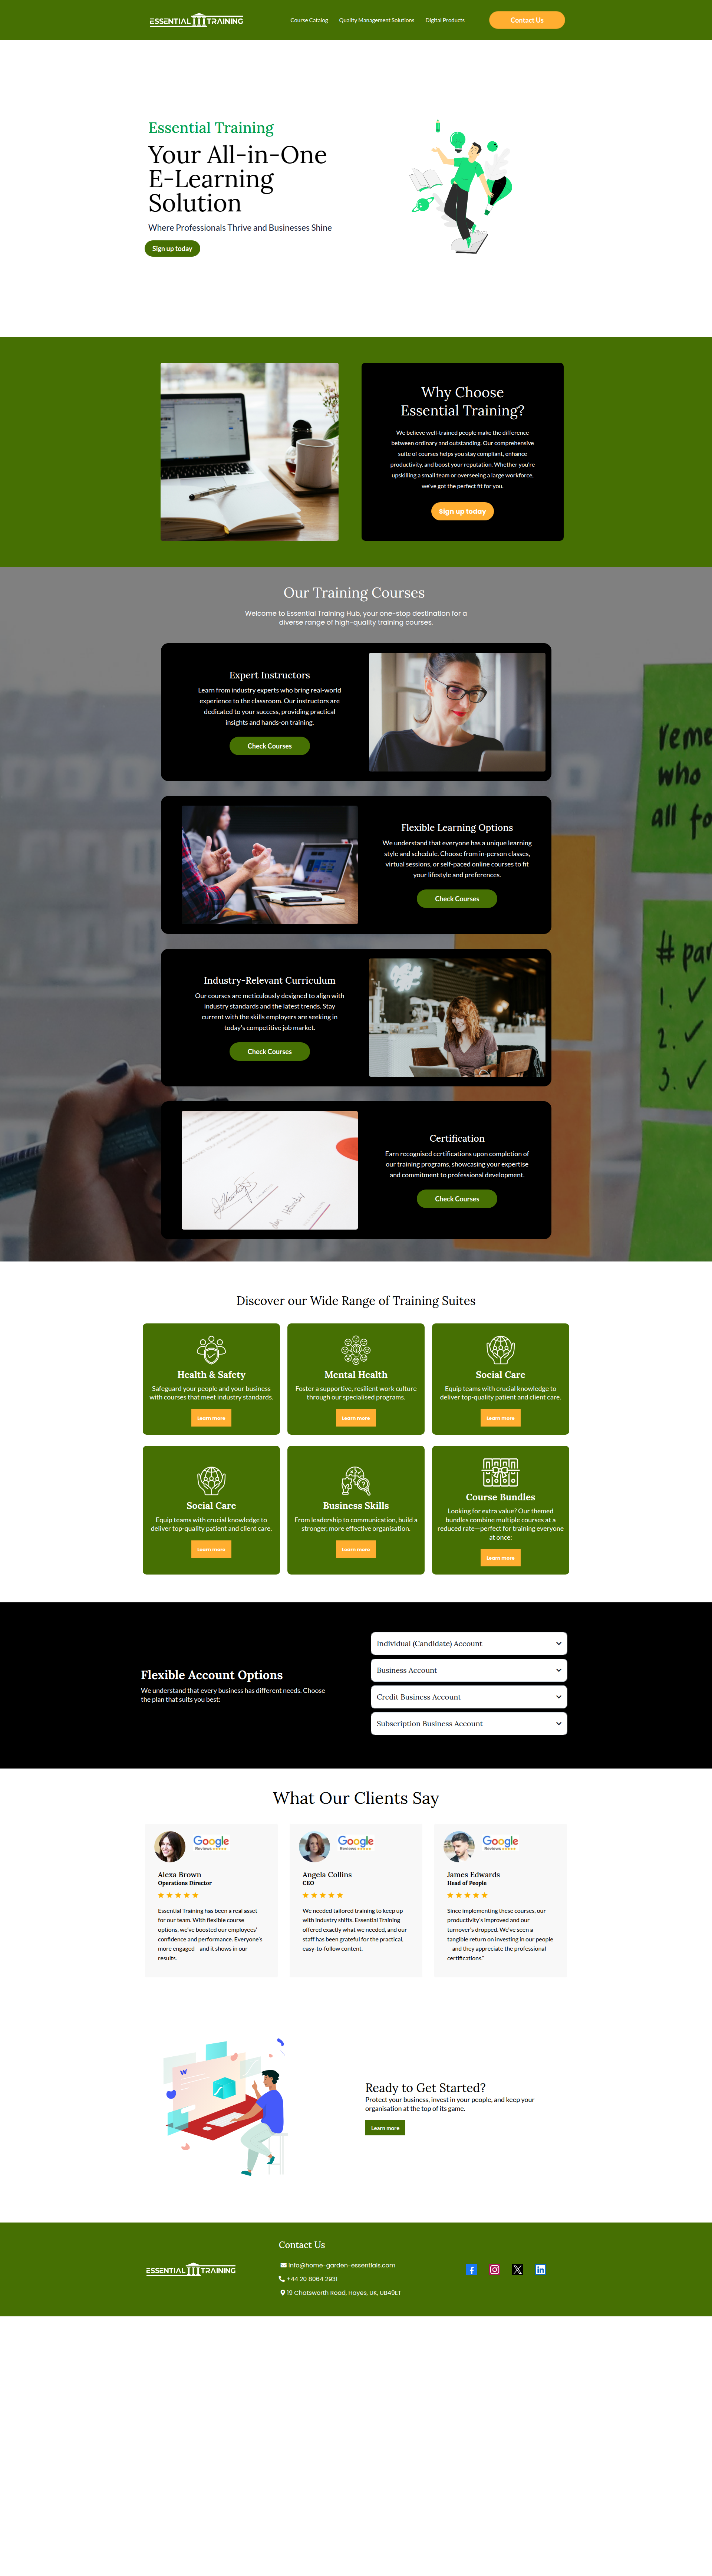 ESSENTIAL TRAINING
Course Catalog
Quality Management Solutions
Digital Products
Contact Us
Essential Training
Your All-in-One
E-Learning
Solution
Where Professionals Thrive and Businesses Shine
Sign up today
Why Choose
Essential Training?
We believe well-trained people make the difference
between ordinary and outstanding. Our comprehensive
suite of courses helps you stay compliant, enhance
productivity, and boost your reputation. Whether you're
upskilling a small team or overseeing a large workforce,
we've got the perfect fit for you.
Sign up today
Our Training Courses
Welcome to Essential Training Hub, your one-stop destination for a
diverse range of high-quality training courses.
Expert Instructors
Learn from industry experts who bring real-world
experience to the classroom. Our instructors are
dedicated to your success, providing practical
insights and hands-on training.
Check Courses
Flexible Learning Options
We understand that everyone has a unique learning
style and schedule. Choose from in-person classes,
virtual sessions, or self-paced online courses to fit
your lifestyle and preferences.
Check Courses
Industry-Relevant Curriculum
Our courses are meticulously designed to align with
industry standards and the latest trends. Stay
current with the skills employers are seeking in
today's competitive job market.
Check Courses
Certification
Earn recognised certifications upon completion of
our training programs, showcasing your expertise
and commitment to professional development.
Check Courses
reme
who
all fo
# par
1. ✓
2. ✓
3. ✓
Discover our Wide Range of Training Suites
Health & Safety
Safeguard your people and your business
with courses that meet industry standards.
Learn more
Mental Health
Foster a supportive, resilient work culture
through our specialised programs.
Learn more
Social Care
Equip teams with crucial knowledge to
deliver top-quality patient and client care.
Learn more
Social Care
Equip teams with crucial knowledge to
deliver top-quality patient and client care.
Learn more
Business Skills
From leadership to communication, build a
stronger, more effective organisation.
Learn more
Course Bundles
Looking for extra value? Our themed
bundles combine multiple courses at a
reduced rate—perfect for training everyone
at once:
Learn more
Flexible Account Options
We understand that every business has different needs. Choose
the plan that suits you best:
Individual (Candidate) Account
Business Account
Credit Business Account
Subscription Business Account
What Our Clients Say
Google
Reviews
Alexa Brown
Operations Director
Essential Training has been a real asset
for our team. With flexible course
options, we've boosted our employees'
confidence and performance. Everyone's
more engaged—and it shows in our
results.
Google
Reviews
Angela Collins
CEO
We needed tailored training to keep up
with industry shifts. Essential Training
offered exactly what we needed, and our
staff has been grateful for the practical,
easy-to-follow content.
Google
Reviews
James Edwards
Head of People
Since implementing these courses, our
productivity's improved and our
turnover's dropped. We've seen a
tangible return on investing in our people
—and they appreciate the professional
certifications."
W
Ready to Get Started?
Protect your business, invest in your people, and keep your
organisation at the top of its game.
Learn more
ESSENTIAL TRAINING
Contact Us
info@home-garden-essentials.com
+44 20 8064 2931
19 Chatsworth Road, Hayes, UK, UB49ET